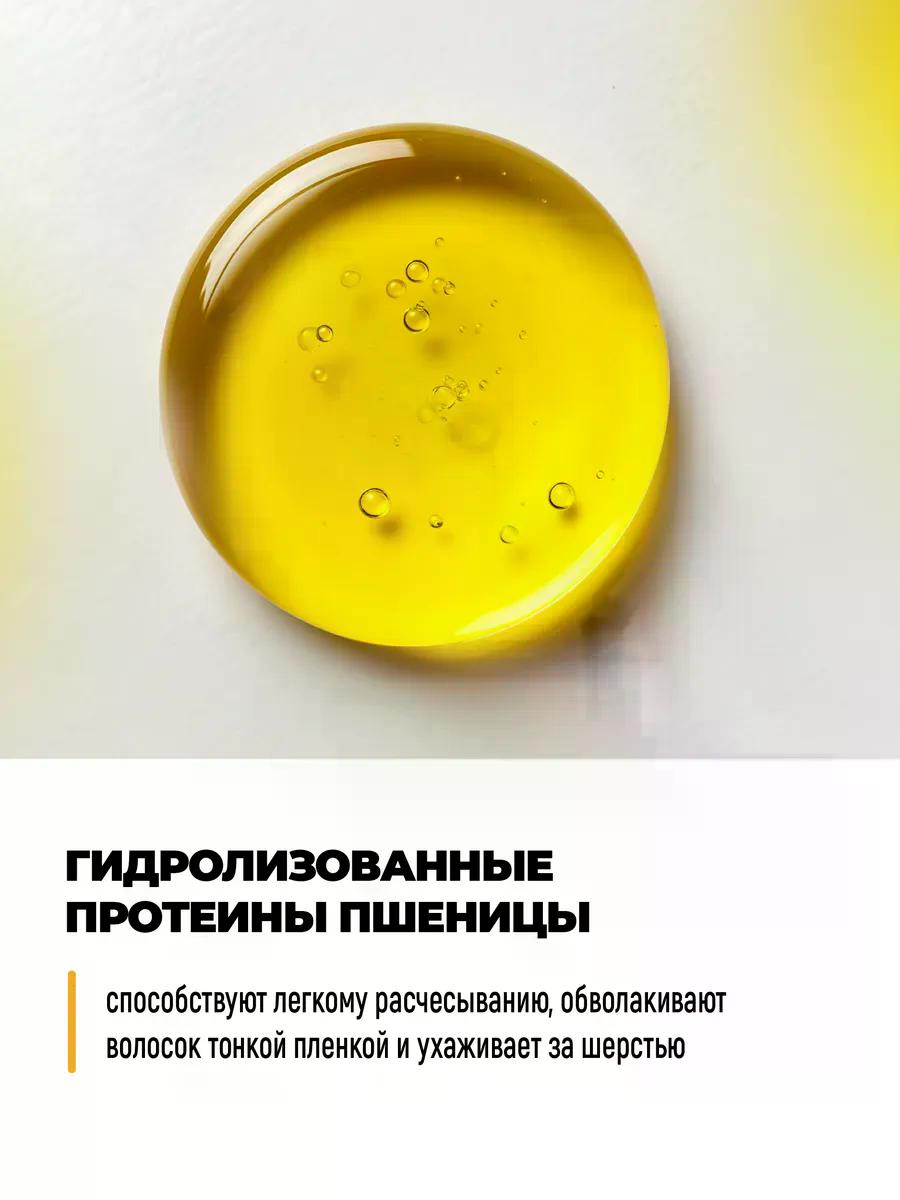 ГИДРОЛИЗОВАННЫЕ
ПРОТЕИНЫ ПШЕНИЦЫ
способствуют легкому расчесыванию, обволакивают
волосок тонкой пленкой и ухаживает за шерстью